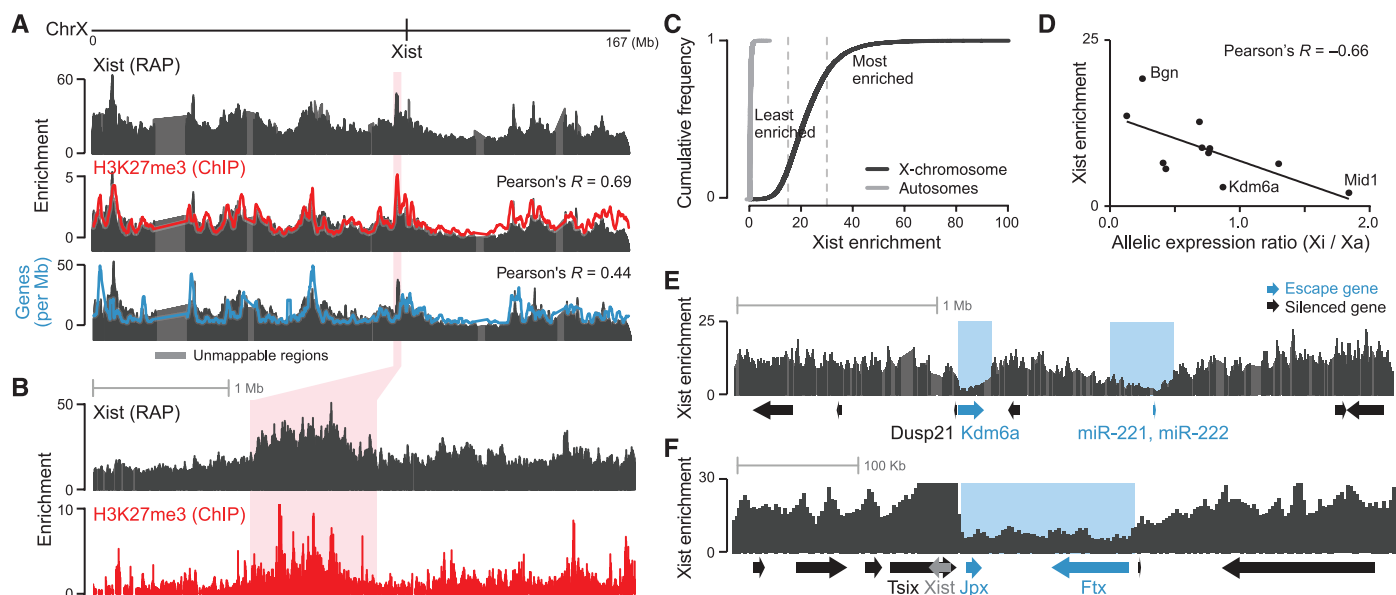 A
ChrX
0
Xist
167 (Mb)
Xist (RAP)
60
0
H3K27me3 (ChIP)
Pearson's R = 0.69
5
0
Enrichment
Pearson's R = 0.44
50
0
Genes
(per Mb)
Unmappable regions
B
1 Mb
Xist (RAP)
50
0
H3K27me3 (ChIP)
10
0
Enrichment
C
Cumulative frequency
1
0
Least
enriched
Most
enriched
X-chromosome
Autosomes
0 20 40 60 80 100
Xist enrichment
D
Pearson's R = –0.66
Xist enrichment
25
0
Bgn
Kdm6a
Mid1
0.0 1.0 2.0
Allelic expression ratio (Xi / Xa)
E
1 Mb
Escape gene
Silenced gene
Xist enrichment
25
0
Dusp21 Kdm6a miR-221, miR-222
F
100 Kb
Xist enrichment
30
0
Tsix Xist Jpx Ftx